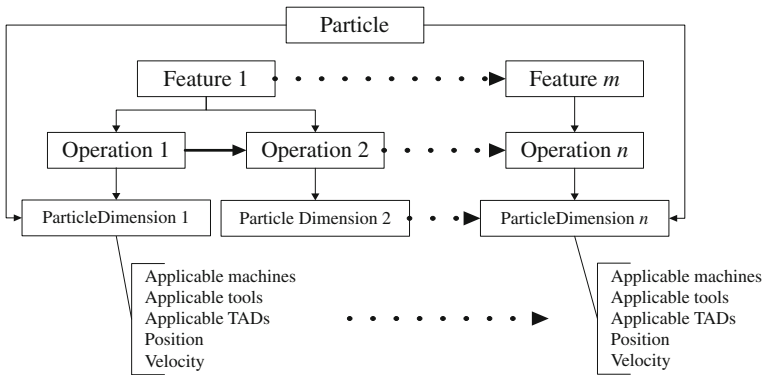 Particle
Feature 1
Feature m
Operation 1
Operation 2
Operation n
ParticleDimension 1
Particle Dimension 2
ParticleDimension n
Applicable machines
Applicable tools
Applicable TADs
Position
Velocity
Applicable machines
Applicable tools
Applicable TADs
Position
Velocity